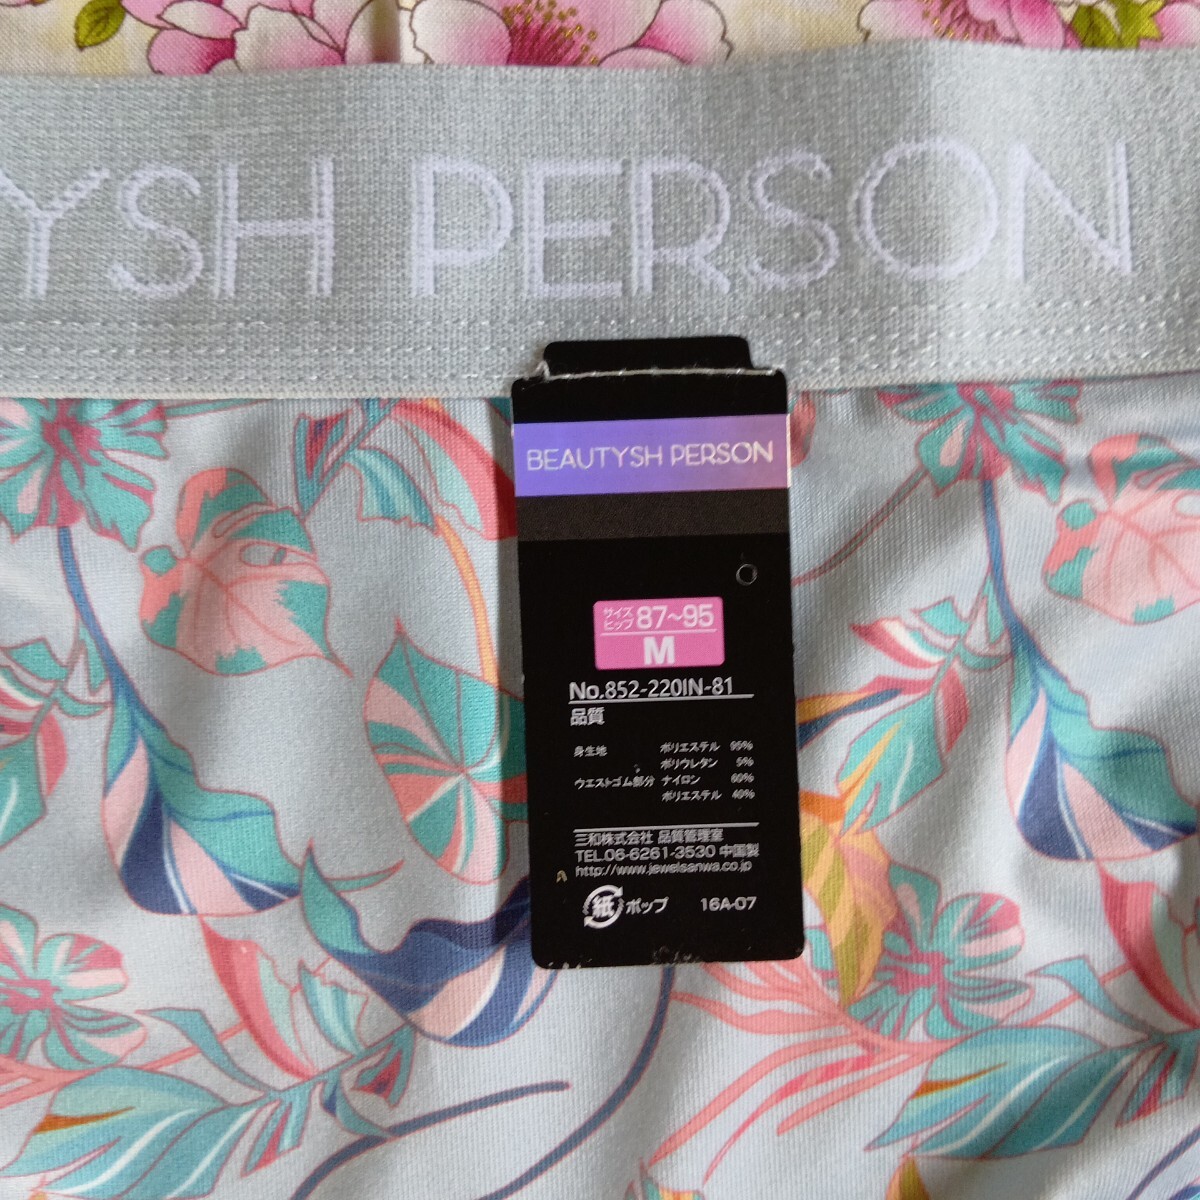 YSH PERSON
BEAUTYSH PERSON
サイズ
ヒップ 87~95
M
No.852-220IN-81
品質
身生地 ポリエステル 95%
ポリウレタン 5%
ウエストゴム部分 ナイロン 60%
ポリエステル 40%
三和株式会社 品質管理室
TEL.06-6261-3530 中国製
http://www.jewelsanwa.co.jp
紙 ポップ 16A-07